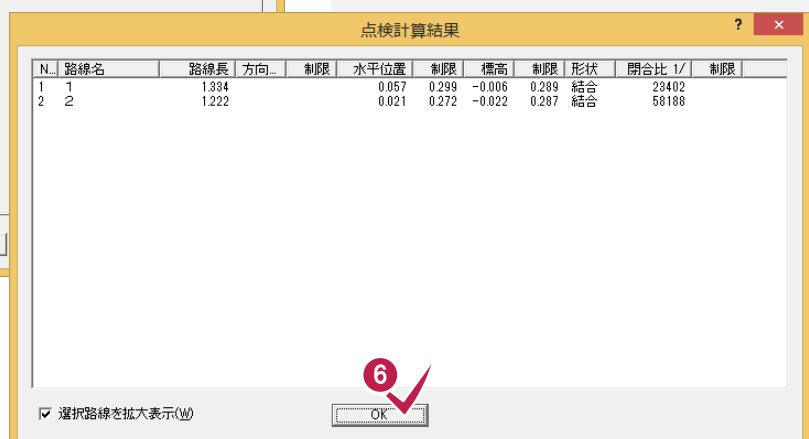 点検計算結果
? ×
N... 路線名 路線長 方向... 制限 水平位置 制限 標高 制限 形状 閉合比 1/ 制限
1 1 1.334 0.057 0.299 -0.006 0.289 結合 23402
2 2 1.222 0.021 0.272 -0.022 0.287 結合 58188
6
選択路線を拡大表示(W) OK